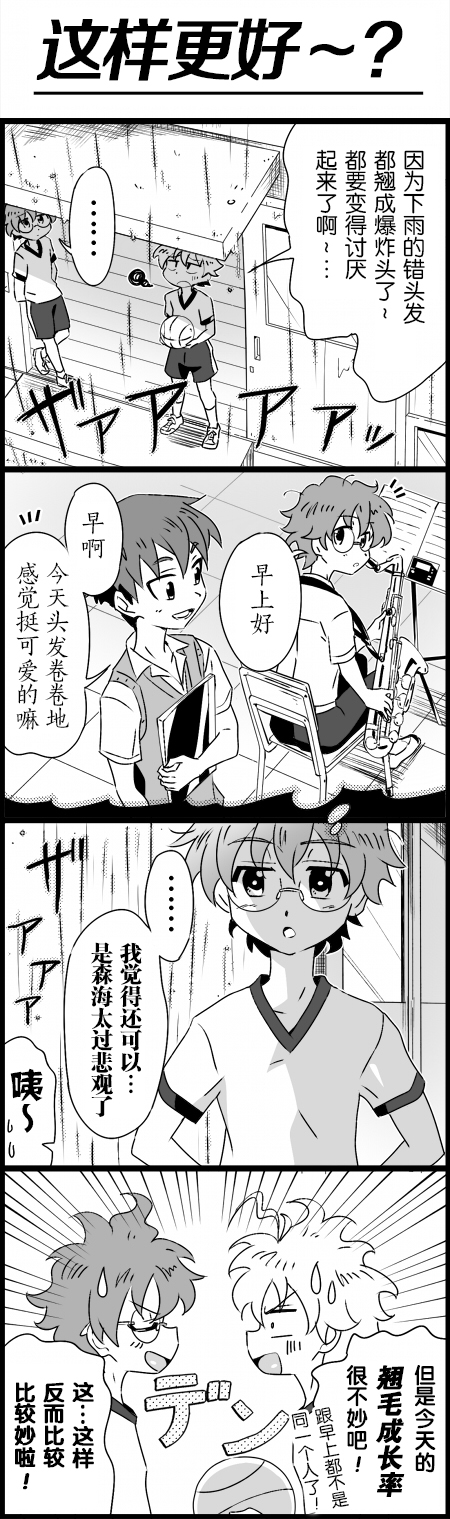 这样更好～？
因为下雨的错头发
都翘成爆炸头了～
都要变得讨厌
起来了啊～…
……
ザァアアアッ
早上好
早啊
今天头发卷卷地
感觉挺可爱的嘛
……
我觉得还可以…
是森海太过悲观了
ザァアアァ
咦～
但是今天的
翘毛成长率
很不妙吧！
跟早上都不是
同一个人了！
デン
这…这样
反而比较
比较妙啦！